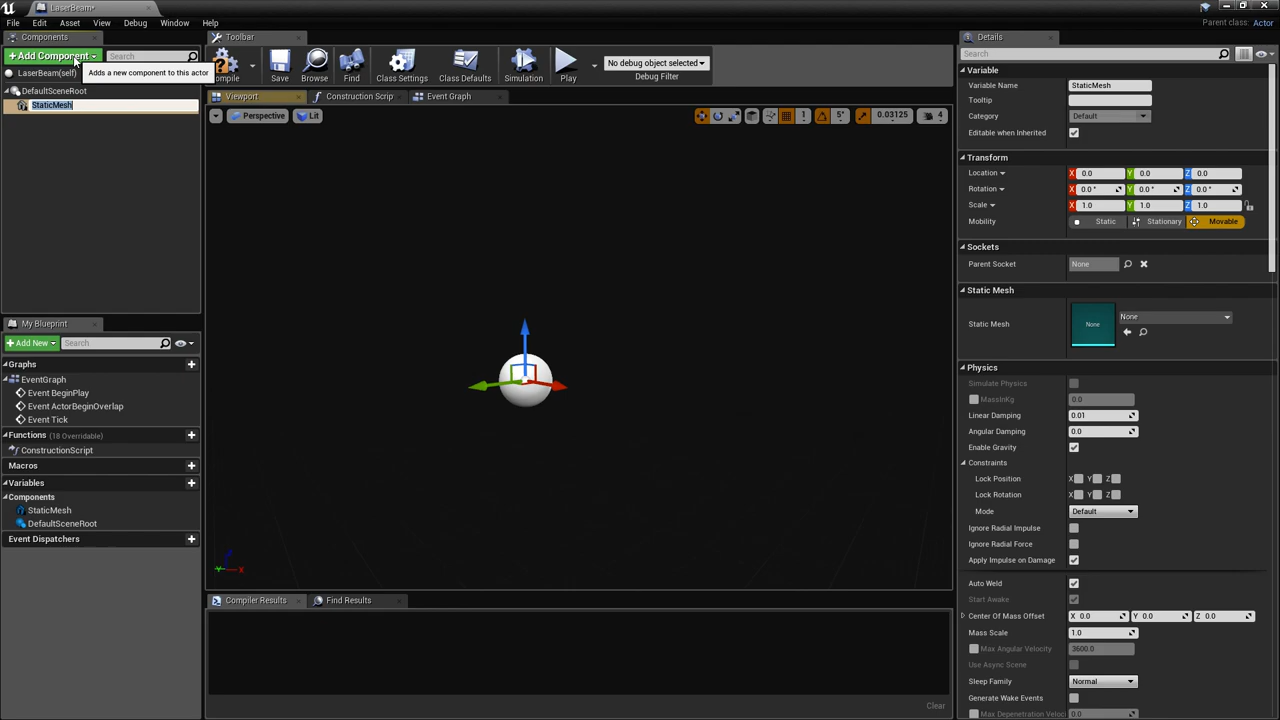 LaserBeam*
File Edit Asset View Debug Window Help
Parent class: Actor
Components
+Add Component
Search
LaserBeam(self)
Adds a new component to this actor
DefaultSceneRoot
StaticMesh
Toolbar
Save
Browse
Find
Class Settings
Class Defaults
Simulation
Play
No debug object selected
Debug Filter
Viewport
Construction Scrip
Event Graph
Perspective
Lit
1
5°
0.03125
4
Z
Y
X
My Blueprint
+Add New
Search
Graphs
EventGraph
Event BeginPlay
Event ActorBeginOverlap
Event Tick
Functions (18 Overridable)
ConstructionScript
Macros
Variables
Components
StaticMesh
DefaultSceneRoot
Event Dispatchers
Compiler Results
Find Results
Clear
Details
Search
Variable
Variable Name StaticMesh
Tooltip
Category Default
Editable when Inherited
Transform
Location X 0.0 Y 0.0 Z 0.0
Rotation X 0.0 ° Y 0.0 ° Z 0.0 °
Scale X 1.0 Y 1.0 Z 1.0
Mobility Static Stationary Movable
Sockets
Parent Socket None
Static Mesh
Static Mesh None None
Physics
Simulate Physics
MassInKg 0.0
Linear Damping 0.01
Angular Damping 0.0
Enable Gravity
Constraints
Lock Position X Y Z
Lock Rotation X Y Z
Mode Default
Ignore Radial Impulse
Ignore Radial Force
Apply Impulse on Damage
Auto Weld
Start Awake
Center Of Mass Offset X 0.0 Y 0.0 Z 0.0
Mass Scale 1.0
Max Angular Velocity 3600.0
Use Async Scene
Sleep Family Normal
Generate Wake Events
Max Depenetration Veloc 0.0